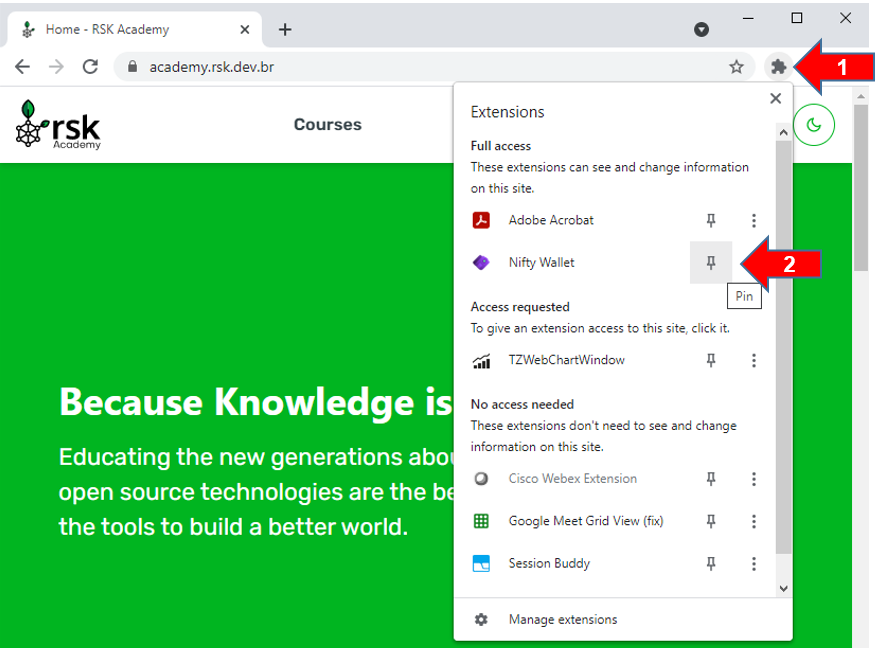 Home - RSK Academy
academy.rsk.dev.br
1
rsk
Academy
Courses
Extensions
Full access
These extensions can see and change information
on this site.
Adobe Acrobat
Nifty Wallet
2
Pin
Access requested
To give an extension access to this site, click it.
TZWebChartWindow
No access needed
These extensions don't need to see and change
information on this site.
Cisco Webex Extension
Google Meet Grid View (fix)
Session Buddy
Manage extensions
Because Knowledge is
Educating the new generations abou
open source technologies are the be
the tools to build a better world.